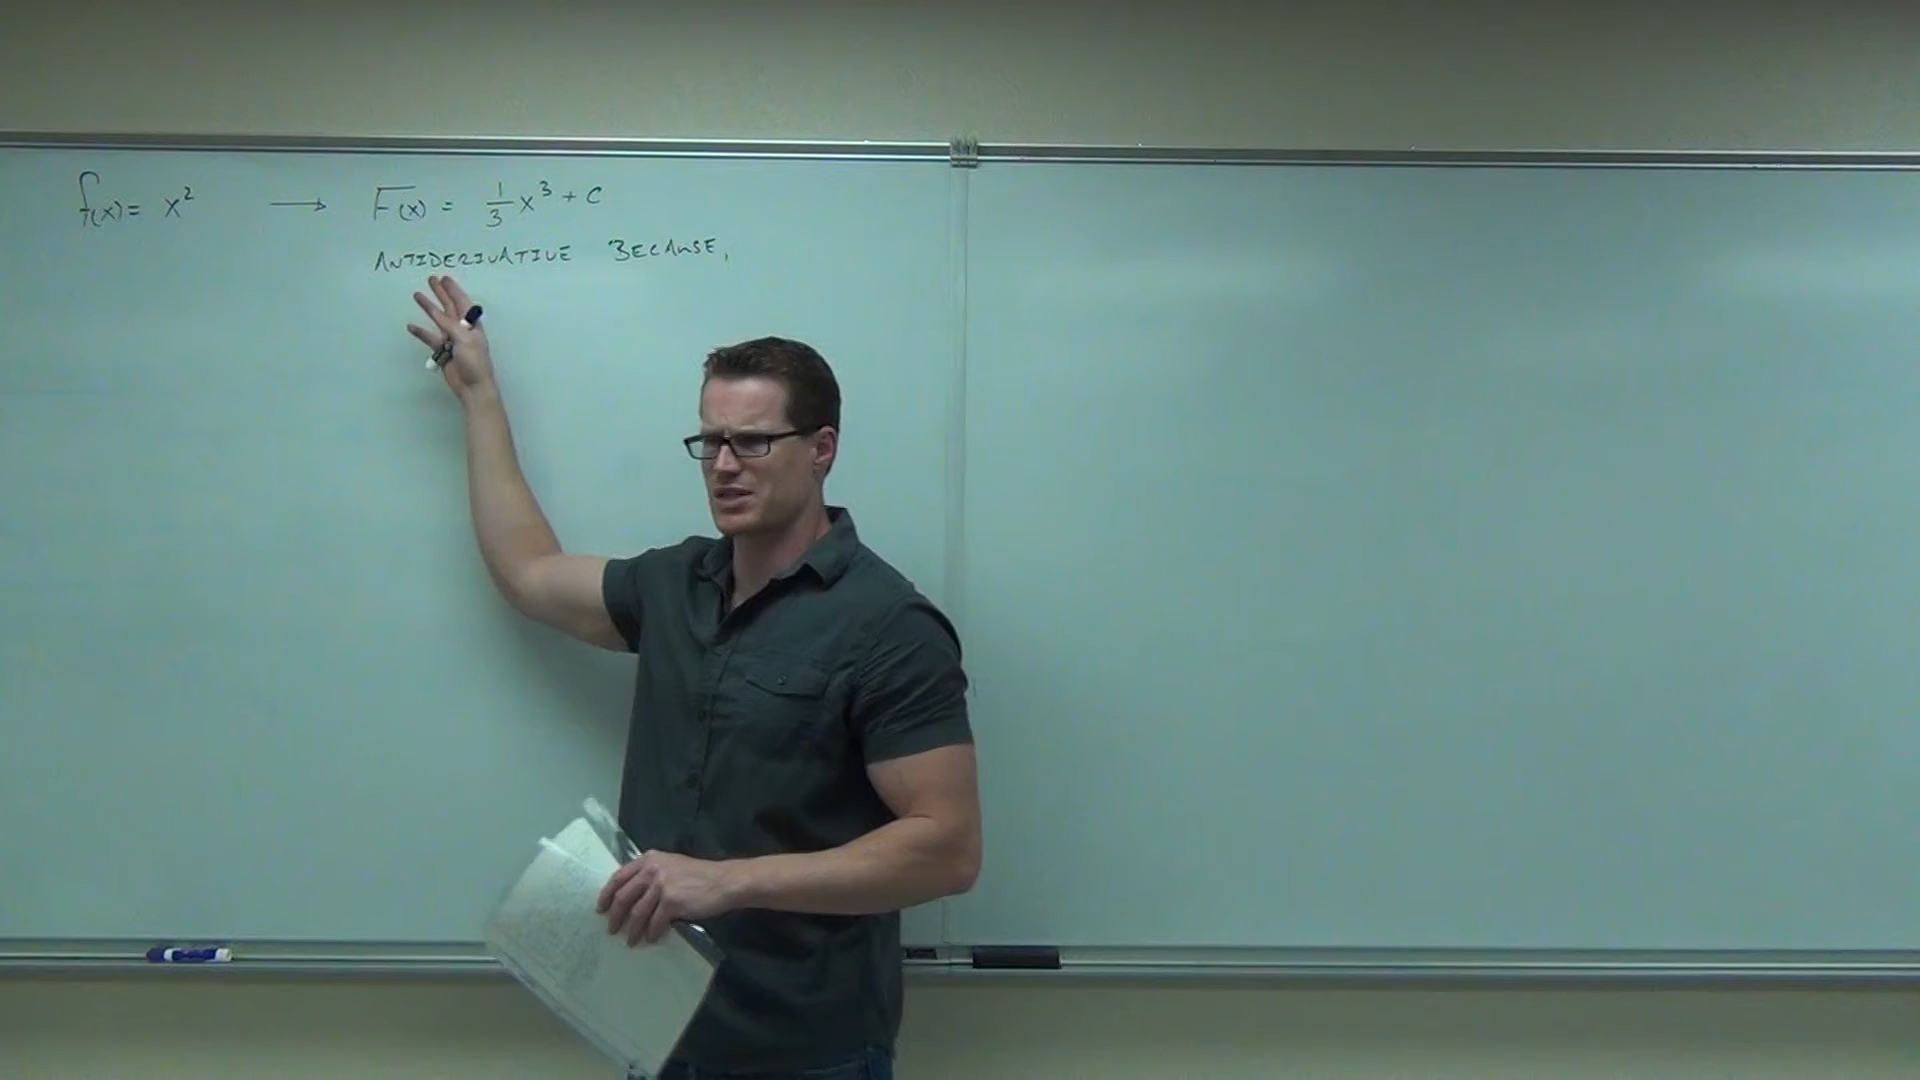 f(x) = x² → F(x) = 1/3 x³ + C
ANTIDERIVATIVE BECAUSE,